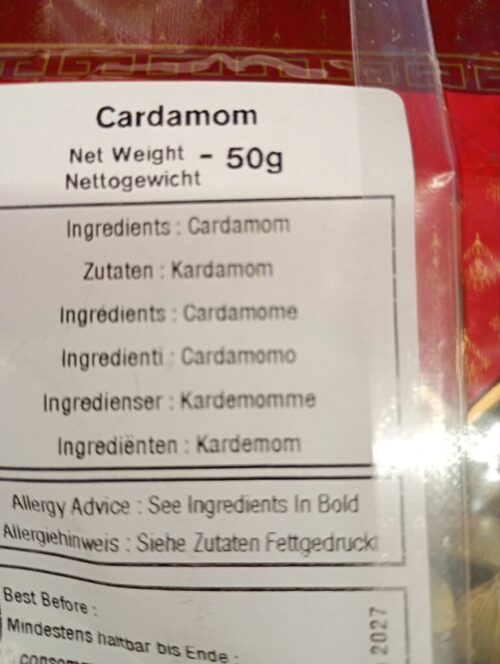 Cardamom
Net Weight - 50g
Nettogewicht
Ingredients : Cardamom
Zutaten : Kardamom
Ingrédients : Cardamome
Ingredienti : Cardamomo
Ingredienser : Kardemomme
Ingrediënten : Kardemom
Allergy Advice : See Ingredients In Bold
Allergiehinweis : Siehe Zutaten Fettgedruckt
Best Before :
Mindestens haltbar bis Ende :
2027